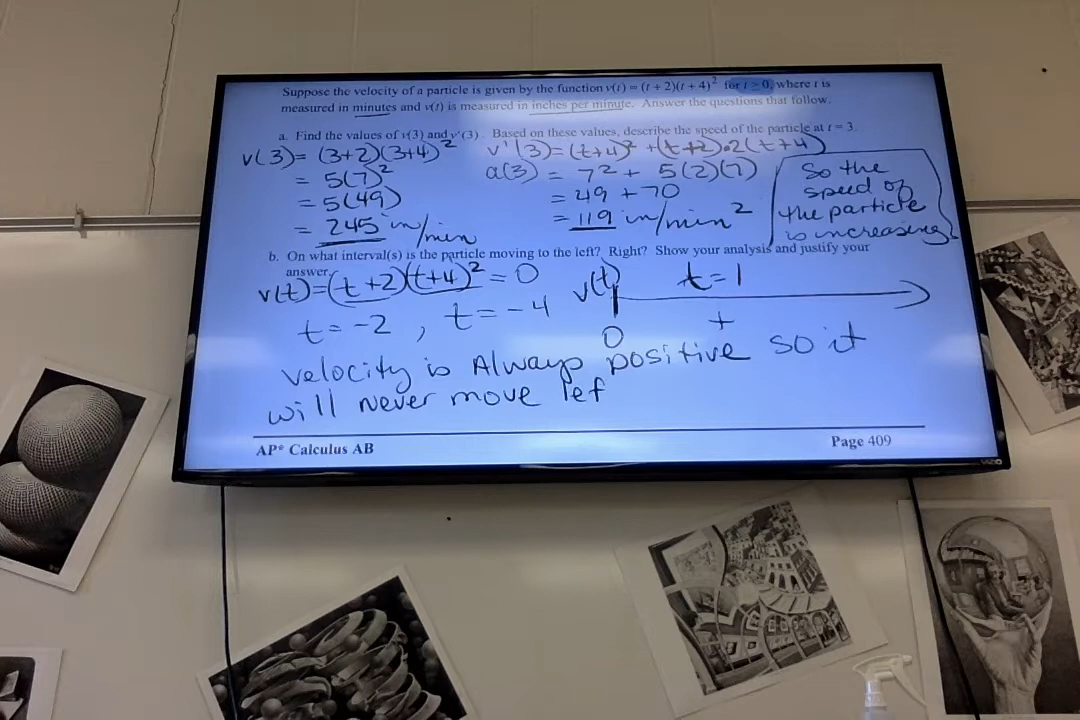 Suppose the velocity of a particle is given by the function v(t) = (t + 2)(t + 4)² for t ≥ 0, where t is
measured in minutes and v(t) is measured in inches per minute. Answer the questions that follow.
a. Find the values of v(3) and v'(3). Based on these values, describe the speed of the particle at t = 3.
v(3)= (3+2)(3+4)²
= 5(7)²
= 5(49)
= 245 in/min
v'(3)=(t+4)² +(t+2)•2(t+4)
a(3) = 7² + 5(2)(7)
= 49 + 70
= 119 in/min²
So the
speed of
the particle
is increasing
b. On what interval(s) is the particle moving to the left? Right? Show your analysis and justify your
answer.
v(t)=(t+2)(t+4)² = 0
t = -2 , t = -4
v(t) t=1
0 +
velocity is Always positive so it
will never move lef
AP* Calculus AB Page 409
VIZIO